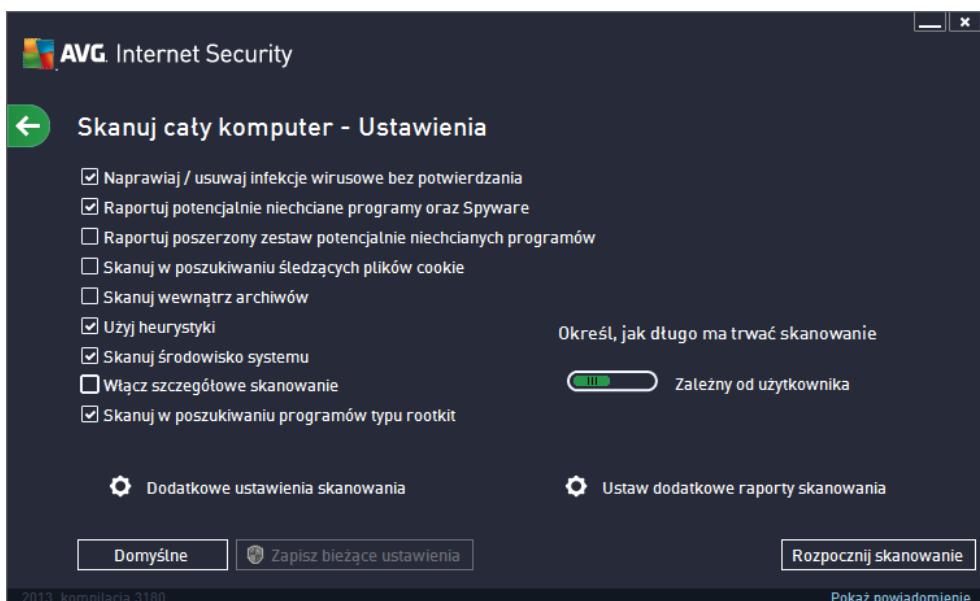 AVG. Internet Security
Skanuj cały komputer - Ustawienia
Naprawiaj / usuwaj infekcje wirusowe bez potwierdzania
Raportuj potencjalnie niechciane programy oraz Spyware
Raportuj poszerzony zestaw potencjalnie niechcianych programów
Skanuj w poszukiwaniu śledzących plików cookie
Skanuj wewnątrz archiwów
Użyj heurystyki
Skanuj środowisko systemu
Włącz szczegółowe skanowanie
Skanuj w poszukiwaniu programów typu rootkit
Określ, jak długo ma trwać skanowanie
Zależny od użytkownika
Dodatkowe ustawienia skanowania
Ustaw dodatkowe raporty skanowania
Domyślne
Zapisz bieżące ustawienia
Rozpocznij skanowanie
2013 kompilacja 3180
Pokaż powiadomienie